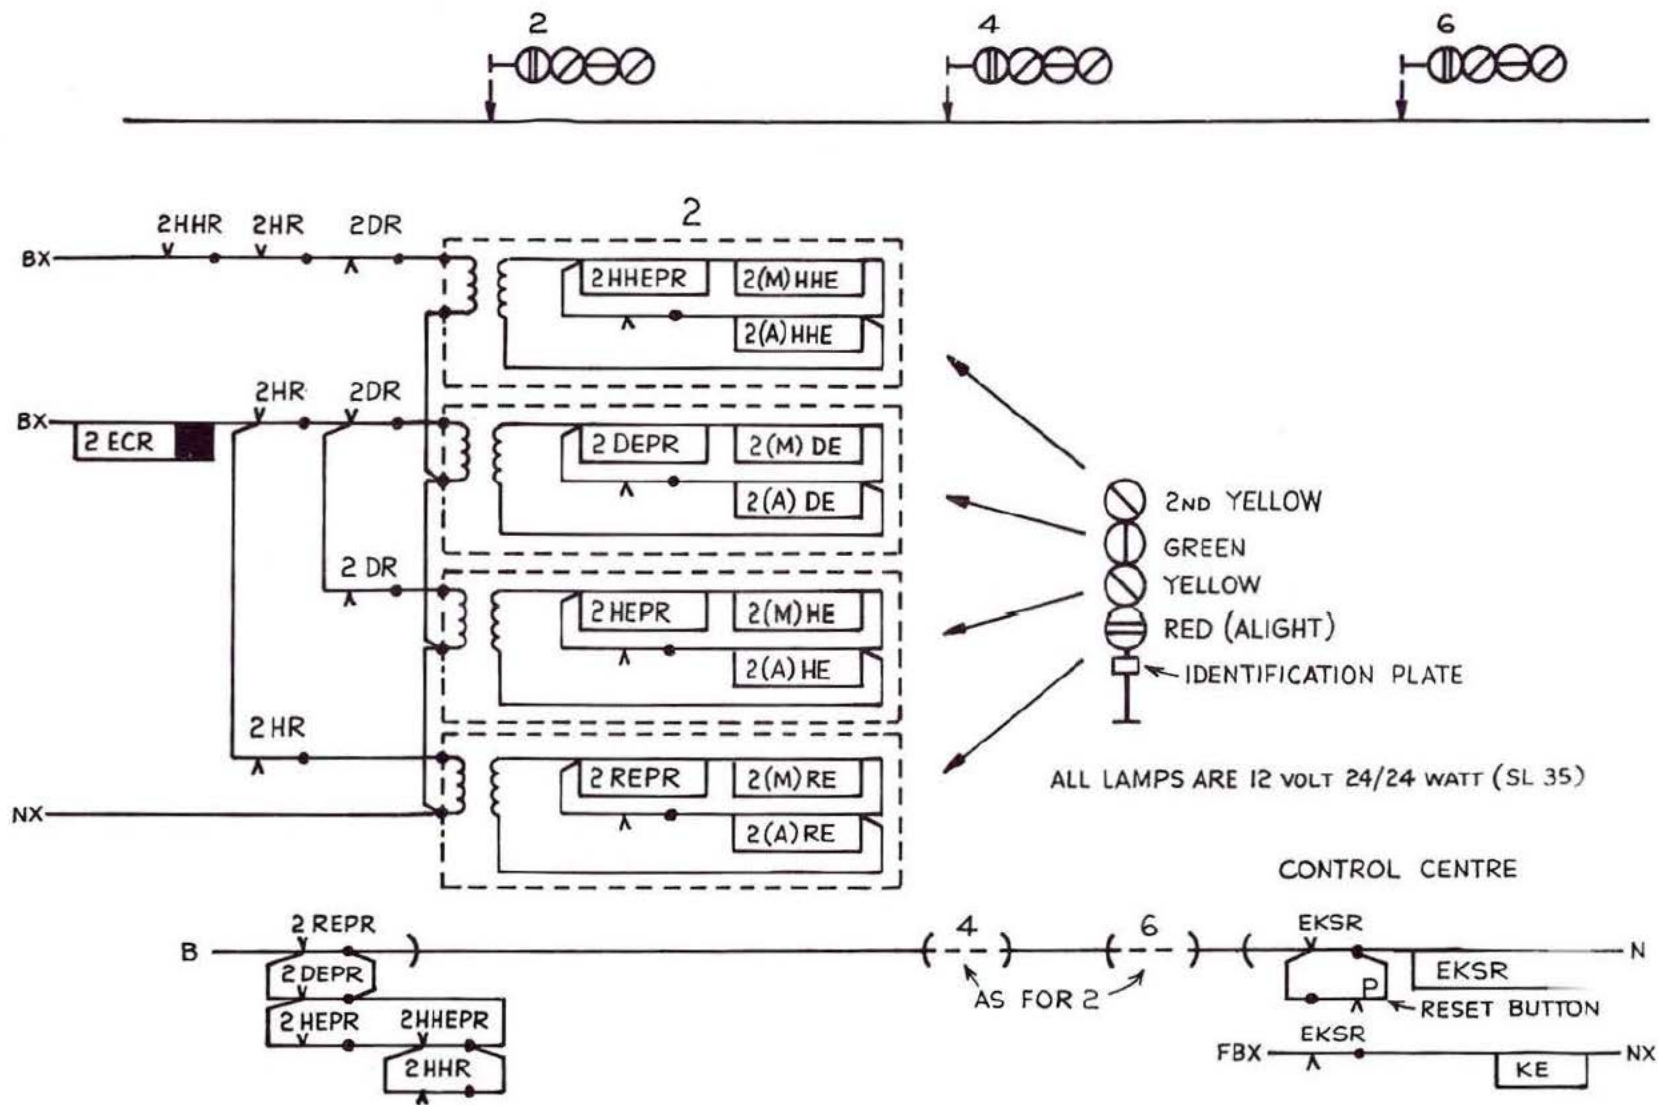 2 4 6
2HHR 2HR 2DR 2
BX
2HHEPR 2(M)HHE
2(A)HHE
2HR 2DR
BX
2 ECR
2 DEPR 2(M) DE
2(A) DE
2 DR
2 HEPR 2(M)HE
2(A)HE
2 HR
2 REPR 2(M)RE
2(A)RE
NX
2ND YELLOW
GREEN
YELLOW
RED (ALIGHT)
IDENTIFICATION PLATE
ALL LAMPS ARE 12 VOLT 24/24 WATT (SL 35)
CONTROL CENTRE
2 REPR 4 6 EKSR
B N
2 DEPR
EKSR
AS FOR 2
P
RESET BUTTON
2 HEPR 2HHEPR
EKSR
FBX NX
2 HHR
KE